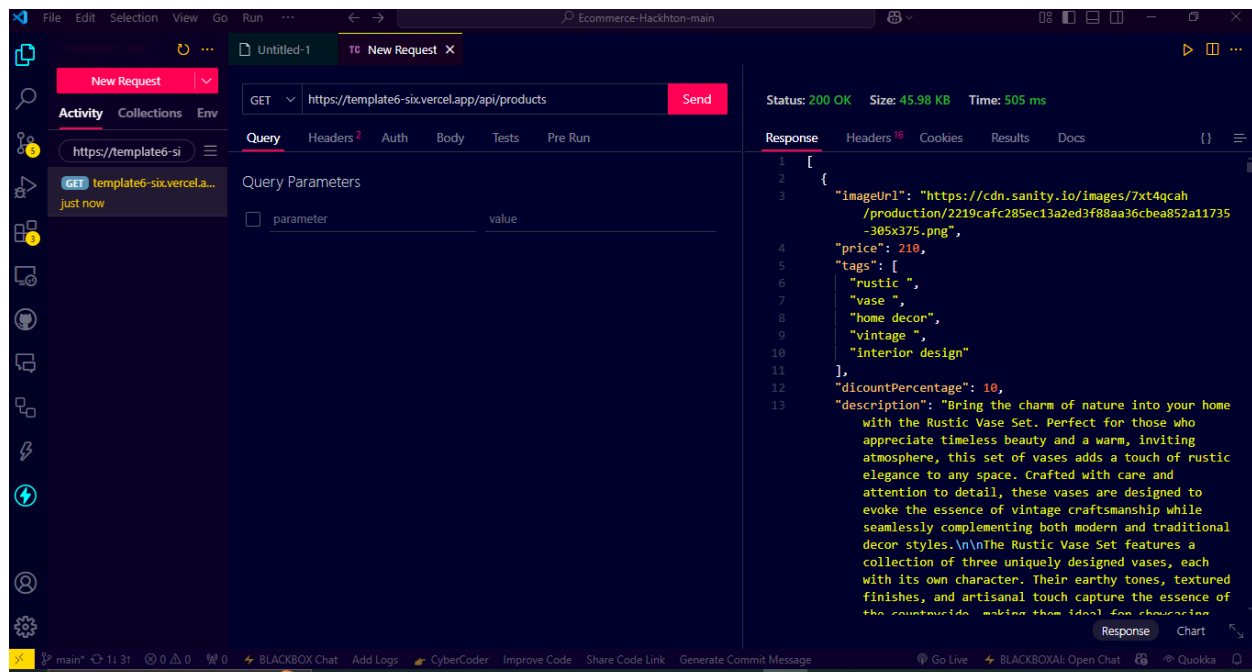 File Edit Selection View Go Run ··· Ecommerce-Hackhton-main
Untitled-1 TC New Request
New Request
Activity Collections Env
https://template6-si
GET template6-six.vercel.a...
just now
GET https://template6-six.vercel.app/api/products Send
Query Headers 2 Auth Body Tests Pre Run
Query Parameters
parameter value
Status: 200 OK Size: 45.98 KB Time: 505 ms
Response Headers 16 Cookies Results Docs {}
1 [
2 {
3 "imageUrl": "https://cdn.sanity.io/images/7xt4qcah
/production/2219cafc285ec13a2ed3f88aa36cbea852a11735
-305x375.png",
4 "price": 210,
5 "tags": [
6 "rustic ",
7 "vase ",
8 "home decor",
9 "vintage ",
10 "interior design"
11 ],
12 "dicountPercentage": 10,
13 "description": "Bring the charm of nature into your home
with the Rustic Vase Set. Perfect for those who
appreciate timeless beauty and a warm, inviting
atmosphere, this set of vases adds a touch of rustic
elegance to any space. Crafted with care and
attention to detail, these vases are designed to
evoke the essence of vintage craftsmanship while
seamlessly complementing both modern and traditional
decor styles.\n\nThe Rustic Vase Set features a
collection of three uniquely designed vases, each
with its own character. Their earthy tones, textured
finishes, and artisanal touch capture the essence of
the countryside, making them ideal for showcasing
Response Chart
5
3
main* 1↓ 3↑ 0 0 0 BLACKBOX Chat Add Logs CyberCoder Improve Code Share Code Link Generate Commit Message Go Live BLACKBOXAI: Open Chat Quokka